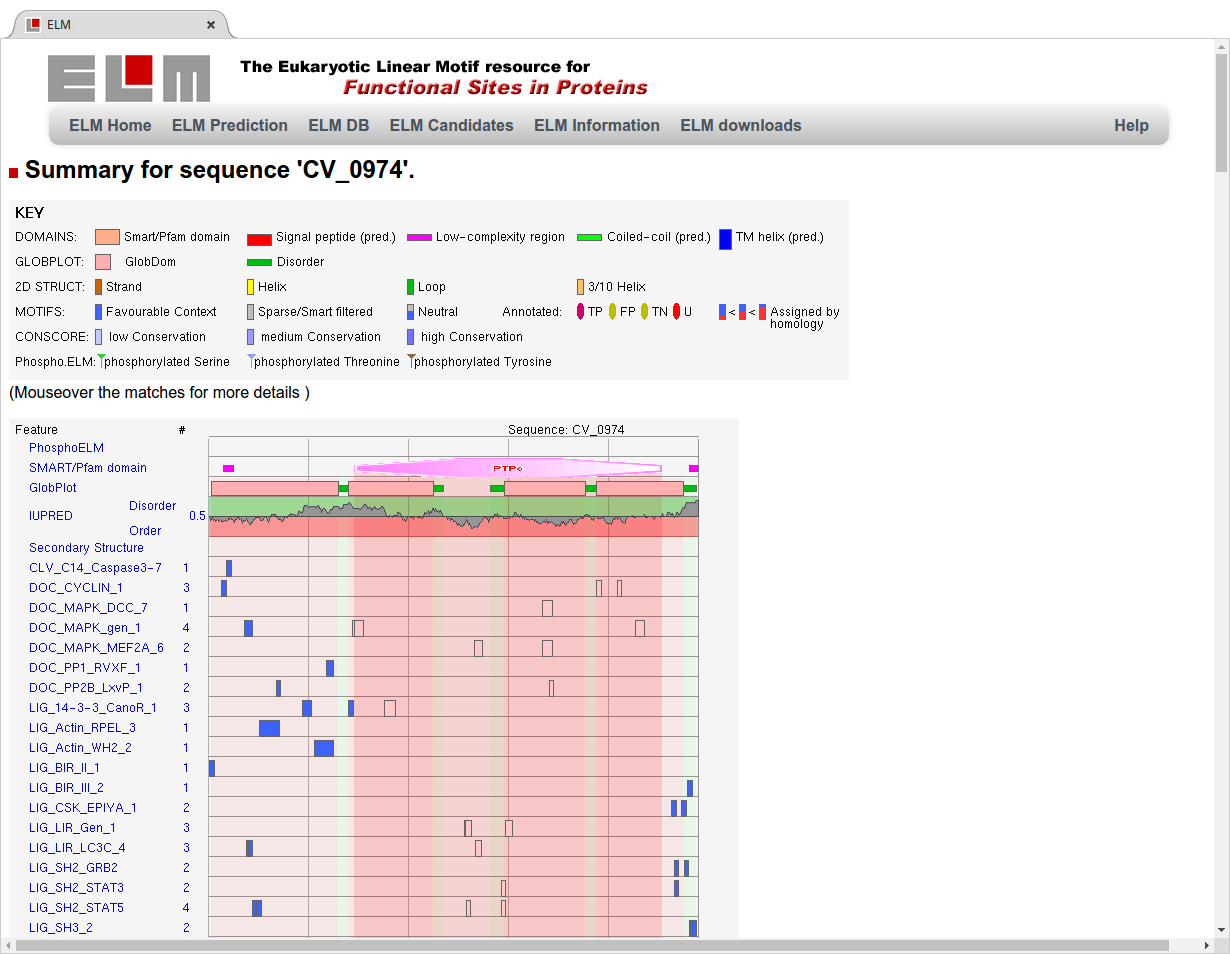 ELM
ELM The Eukaryotic Linear Motif resource for
Functional Sites in Proteins
ELM Home ELM Prediction ELM DB ELM Candidates ELM Information ELM downloads Help
Summary for sequence 'CV_0974'.
KEY
DOMAINS: Smart/Pfam domain Signal peptide (pred.) Low-complexity region Coiled-coil (pred.) TM helix (pred.)
GLOBPLOT: GlobDom Disorder
2D STRUCT: Strand Helix Loop 3/10 Helix
MOTIFS: Favourable Context Sparse/Smart filtered Neutral Annotated: TP FP TN U < < Assigned by
homology
CONSCORE: low Conservation medium Conservation high Conservation
Phospho.ELM: phosphorylated Serine phosphorylated Threonine phosphorylated Tyrosine
(Mouseover the matches for more details )
Feature # Sequence: CV_0974
PhosphoELM
SMART/Pfam domain PTPc
GlobPlot
Disorder
IUPRED 0.5
Order
Secondary Structure
CLV_C14_Caspase3-7 1
DOC_CYCLIN_1 3
DOC_MAPK_DCC_7 1
DOC_MAPK_gen_1 4
DOC_MAPK_MEF2A_6 2
DOC_PP1_RVXF_1 1
DOC_PP2B_LxvP_1 2
LIG_14-3-3_CanoR_1 3
LIG_Actin_RPEL_3 1
LIG_Actin_WH2_2 1
LIG_BIR_II_1 1
LIG_BIR_III_2 1
LIG_CSK_EPIYA_1 2
LIG_LIR_Gen_1 3
LIG_LIR_LC3C_4 3
LIG_SH2_GRB2 2
LIG_SH2_STAT3 2
LIG_SH2_STAT5 4
LIG_SH3_2 2